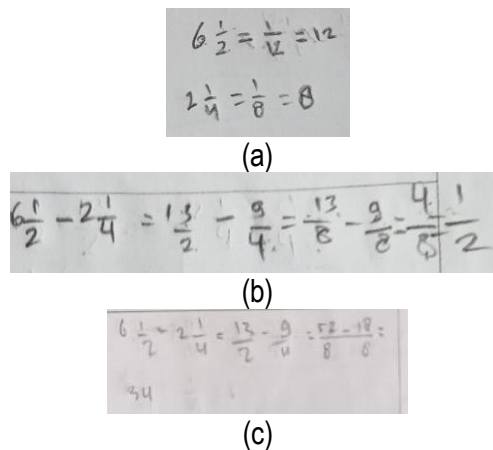 6 1/2 = 1/12 = 12
2 1/4 = 1/8 = 8
(a)
6 1/2 - 2 1/4 = 13/2 - 9/4 = 13/8 - 9/8 = 4/8 = 1/2
(b)
6 1/2 - 2 1/4 = 13/2 - 9/4 = 52/8 - 18/8 =
34
(c)